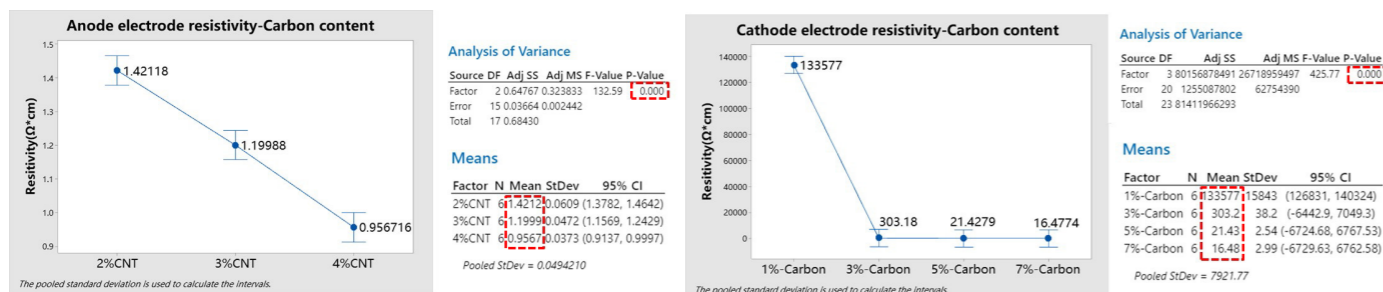 Anode electrode resistivity-Carbon content
Resitivity(Ω*cm)
1.5
1.4
1.2
1.0
0.9
1.42118
1.19988
0.956716
2%CNT 3%CNT 4%CNT
The pooled standard deviation is used to calculate the intervals.
Analysis of Variance
Source DF Adj SS Adj MS F-Value P-Value
Factor 2 0.64767 0.323833 132.59 0.000
Error 15 0.03664 0.002442
Total 17 0.68430
Means
Factor N Mean StDev 95% CI
2%CNT 6 1.4212 0.0609 (1.3782, 1.4642)
3%CNT 6 1.1999 0.0472 (1.1569, 1.2429)
4%CNT 6 0.9567 0.0373 (0.9137, 0.9997)
Pooled StDev = 0.0494210
Cathode electrode resistivity-Carbon content
Resitivity(Ω*cm)
140000
120000
100000
80000
60000
40000
20000
0
133577
303.18
21.4279
16.4774
1%-Carbon 3%-Carbon 5%-Carbon 7%-Carbon
The pooled standard deviation is used to calculate the intervals.
Analysis of Variance
Source DF Adj SS Adj MS F-Value P-Value
Factor 3 80156878491 26718959497 425.77 0.000
Error 20 1255087802 62754390
Total 23 81411966293
Means
Factor N Mean StDev 95% CI
1%-Carbon 6 133577 15843 (126831, 140324)
3%-Carbon 6 303.2 38.2 (-6442.9, 7049.3)
5%-Carbon 6 21.43 2.54 (-6724.68, 6767.53)
7%-Carbon 6 16.48 2.99 (-6729.63, 6762.58)
Pooled StDev = 7921.77